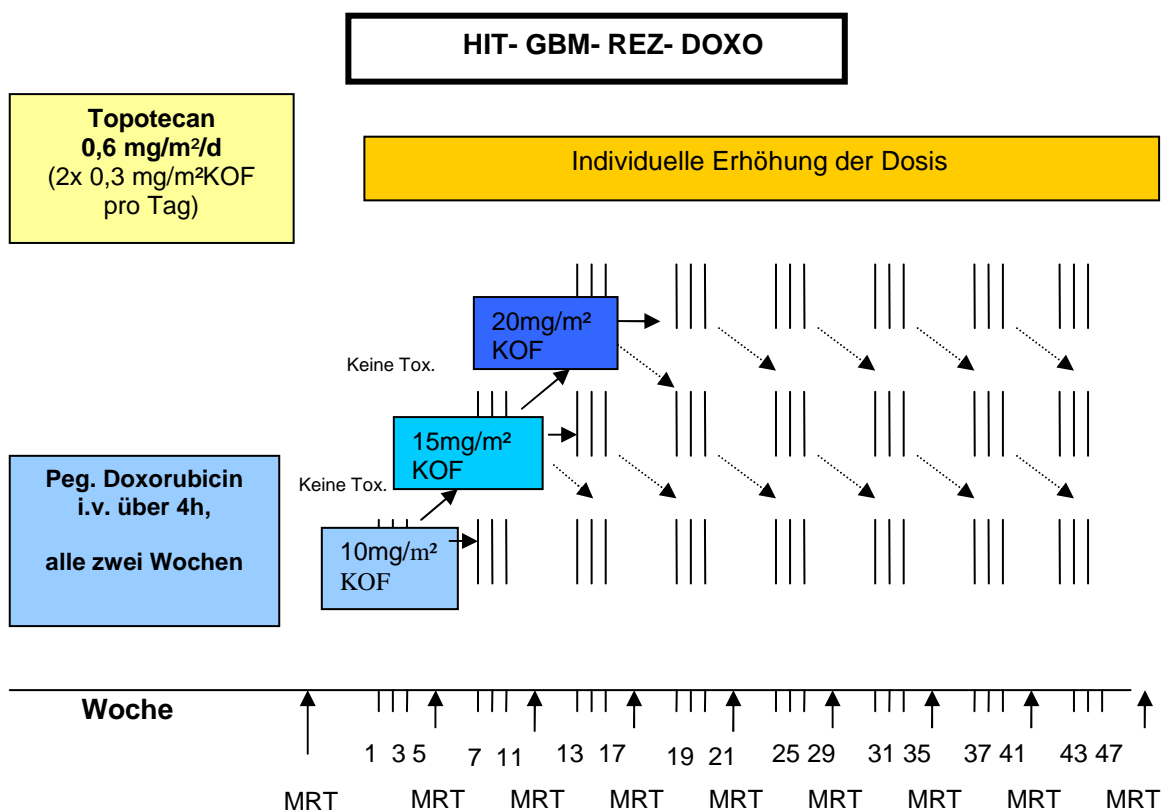 HIT- GBM- REZ- DOXO
Topotecan
0,6 mg/m²/d
(2x 0,3 mg/m²KOF
pro Tag)
Individuelle Erhöhung der Dosis
20mg/m²
KOF
Keine Tox.
15mg/m²
KOF
Keine Tox.
Peg. Doxorubicin
i.v. über 4h,
alle zwei Wochen
10mg/m²
KOF
Woche
1 3 5 7 11 13 17 19 21 25 29 31 35 37 41 43 47
MRT MRT MRT MRT MRT MRT MRT MRT MRT